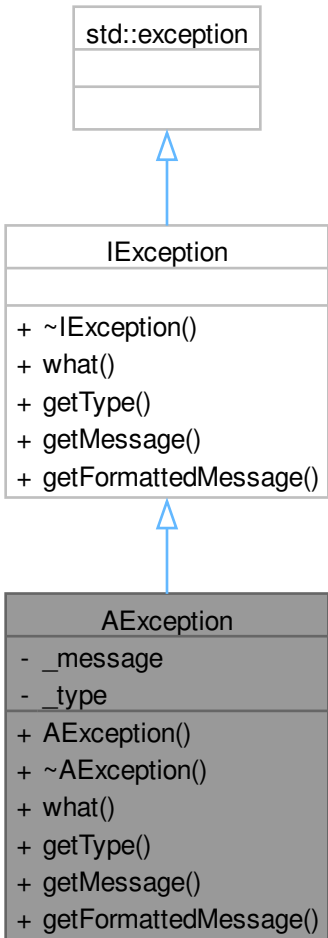 std::exception
IException
+ ~IException()
+ what()
+ getType()
+ getMessage()
+ getFormattedMessage()
AException
- _message
- _type
+ AException()
+ ~AException()
+ what()
+ getType()
+ getMessage()
+ getFormattedMessage()